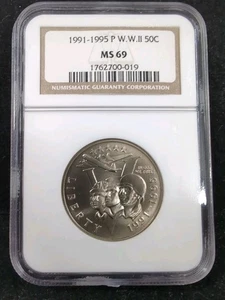 1991-1995 P W.W.II 50C
MS 69
1762700-019
NUMISMATIC GUARANTY CORPORATION
LIBERTY